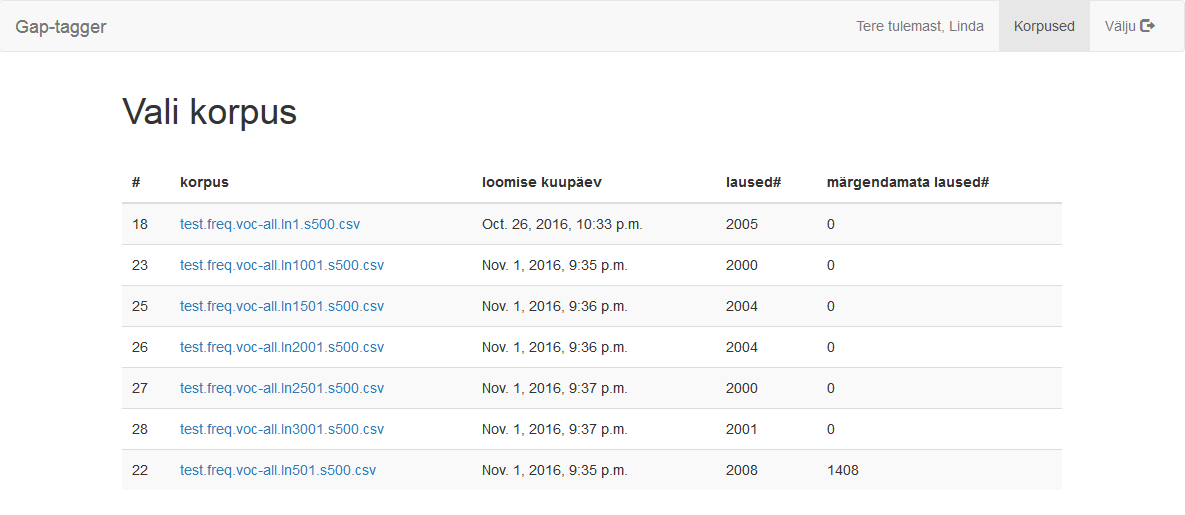 Gap-tagger Tere tulemast, Linda Korpused Välju
Vali korpus
# korpus loomise kuupäev laused# märgendamata laused#
18 test.freq.voc-all.ln1.s500.csv Oct. 26, 2016, 10:33 p.m. 2005 0
23 test.freq.voc-all.ln1001.s500.csv Nov. 1, 2016, 9:35 p.m. 2000 0
25 test.freq.voc-all.ln1501.s500.csv Nov. 1, 2016, 9:36 p.m. 2004 0
26 test.freq.voc-all.ln2001.s500.csv Nov. 1, 2016, 9:36 p.m. 2004 0
27 test.freq.voc-all.ln2501.s500.csv Nov. 1, 2016, 9:37 p.m. 2000 0
28 test.freq.voc-all.ln3001.s500.csv Nov. 1, 2016, 9:37 p.m. 2001 0
22 test.freq.voc-all.ln501.s500.csv Nov. 1, 2016, 9:35 p.m. 2008 1408